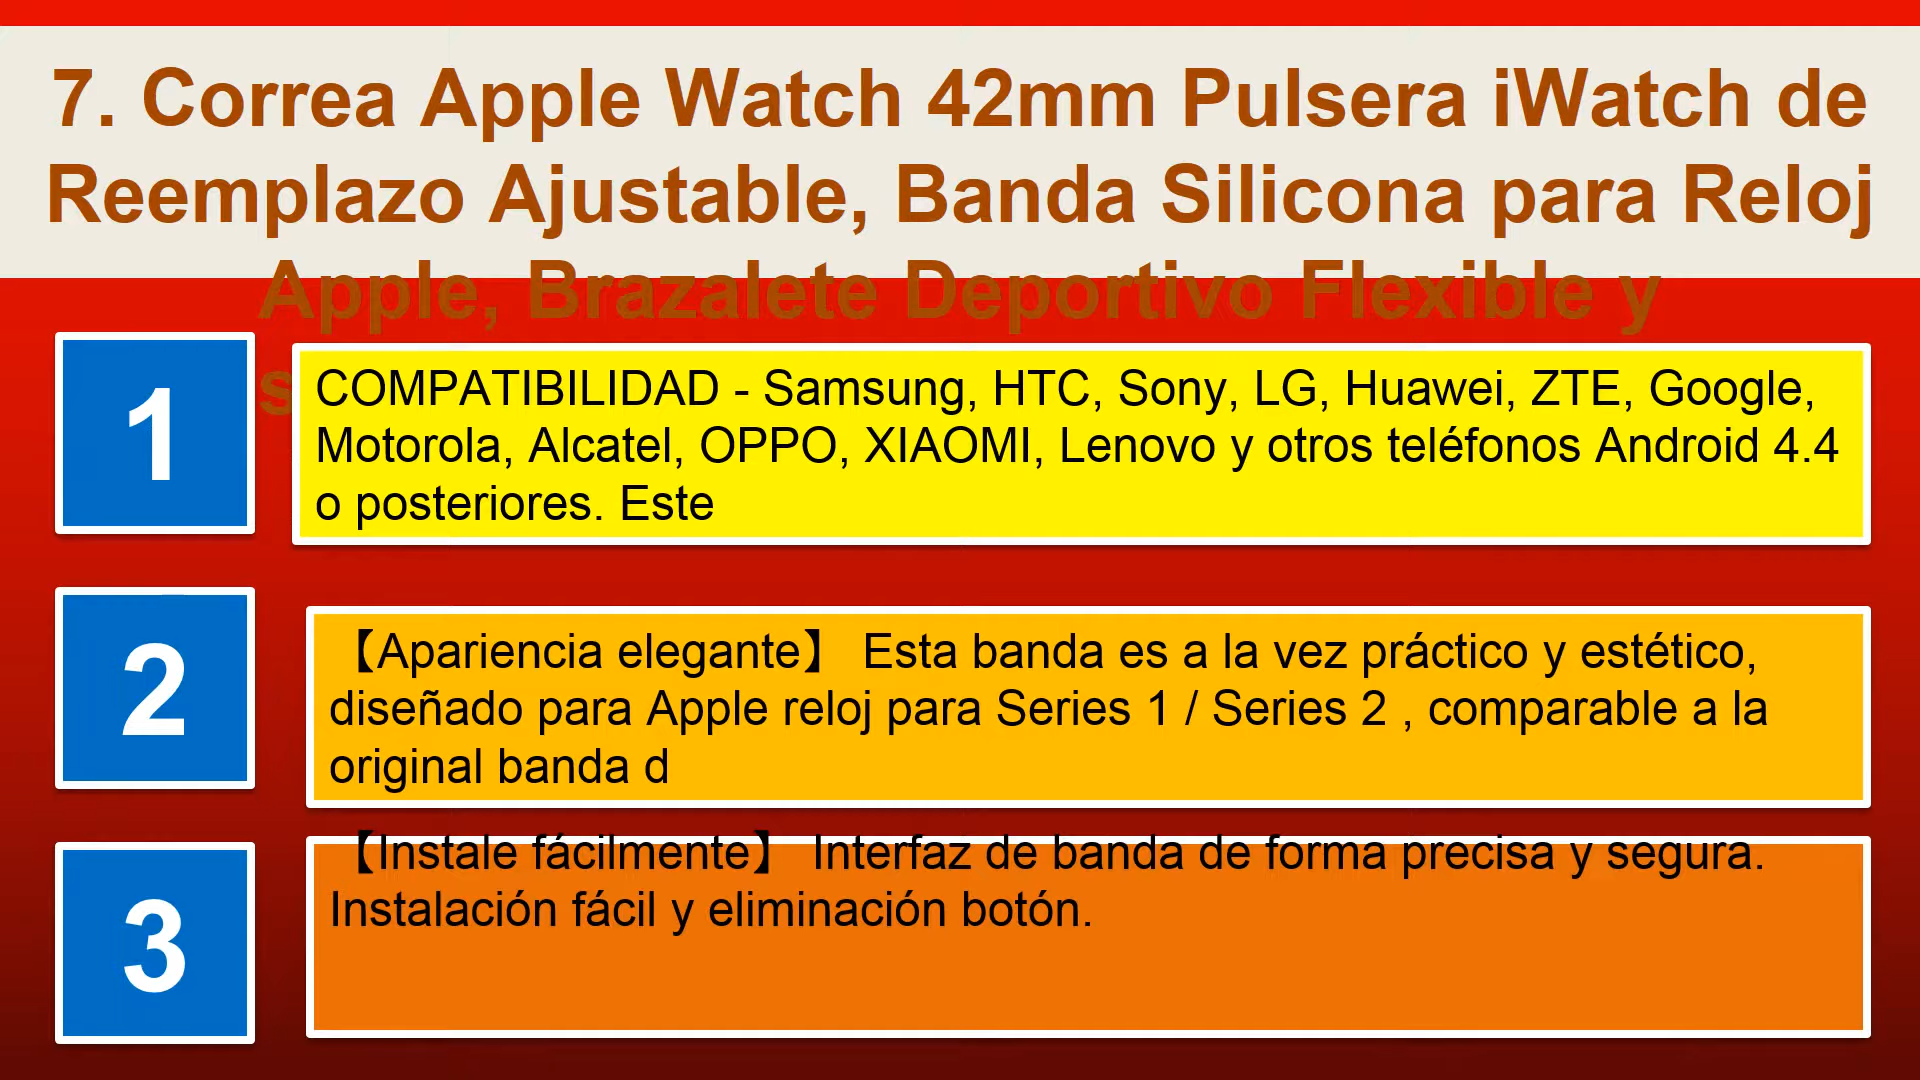 7. Correa Apple Watch 42mm Pulsera iWatch de
Reemplazo Ajustable, Banda Silicona para Reloj
Apple, Brazalete Deportivo Flexible y
1
COMPATIBILIDAD - Samsung, HTC, Sony, LG, Huawei, ZTE, Google,
Motorola, Alcatel, OPPO, XIAOMI, Lenovo y otros teléfonos Android 4.4
o posteriores. Este
2
【Apariencia elegante】 Esta banda es a la vez práctico y estético,
diseñado para Apple reloj para Series 1 / Series 2 , comparable a la
original banda d
3
【Instale fácilmente】 Interfaz de banda de forma precisa y segura.
Instalación fácil y eliminación botón.